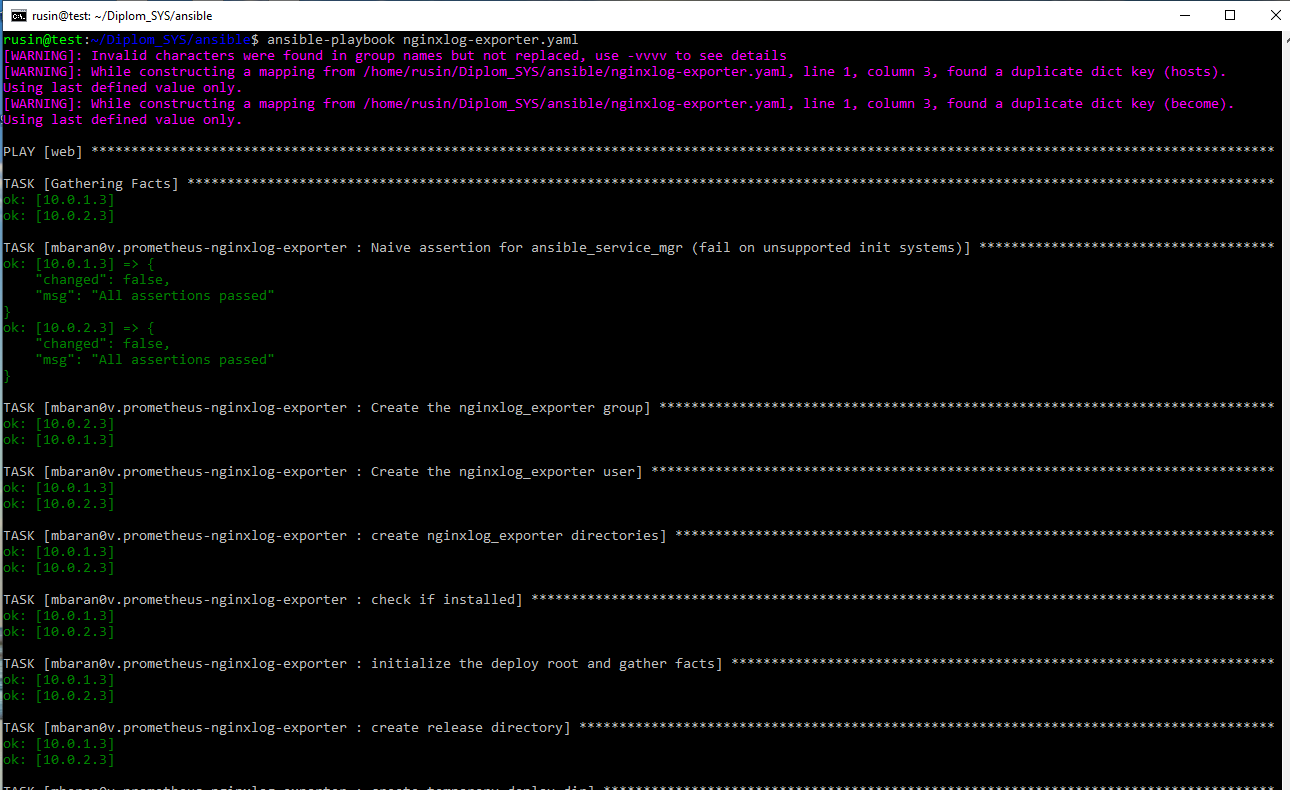 rusin@test: ~/Diplom_SYS/ansible
rusin@test:~/Diplom_SYS/ansible$ ansible-playbook nginxlog-exporter.yaml
[WARNING]: Invalid characters were found in group names but not replaced, use -vvvv to see details
[WARNING]: While constructing a mapping from /home/rusin/Diplom_SYS/ansible/nginxlog-exporter.yaml, line 1, column 3, found a duplicate dict key (hosts).
Using last defined value only.
[WARNING]: While constructing a mapping from /home/rusin/Diplom_SYS/ansible/nginxlog-exporter.yaml, line 1, column 3, found a duplicate dict key (become).
Using last defined value only.
PLAY [web] ****************************************************************************************************************************************************
TASK [Gathering Facts] ****************************************************************************************************************************************
ok: [10.0.1.3]
ok: [10.0.2.3]
TASK [mbaran0v.prometheus-nginxlog-exporter : Naive assertion for ansible_service_mgr (fail on unsupported init systems)] *************************************
ok: [10.0.1.3] => {
    "changed": false,
    "msg": "All assertions passed"
}
ok: [10.0.2.3] => {
    "changed": false,
    "msg": "All assertions passed"
}
TASK [mbaran0v.prometheus-nginxlog-exporter : Create the nginxlog_exporter group] *****************************************************************************
ok: [10.0.2.3]
ok: [10.0.1.3]
TASK [mbaran0v.prometheus-nginxlog-exporter : Create the nginxlog_exporter user] ******************************************************************************
ok: [10.0.1.3]
ok: [10.0.2.3]
TASK [mbaran0v.prometheus-nginxlog-exporter : create nginxlog_exporter directories] ***************************************************************************
ok: [10.0.1.3]
ok: [10.0.2.3]
TASK [mbaran0v.prometheus-nginxlog-exporter : check if installed] *********************************************************************************************
ok: [10.0.1.3]
ok: [10.0.2.3]
TASK [mbaran0v.prometheus-nginxlog-exporter : initialize the deploy root and gather facts] ********************************************************************
ok: [10.0.1.3]
ok: [10.0.2.3]
TASK [mbaran0v.prometheus-nginxlog-exporter : create release directory] ***************************************************************************************
ok: [10.0.1.3]
ok: [10.0.2.3]
TASK [mbaran0v.prometheus-nginxlog-exporter : create temporary deploy dir] ************************************************************************************